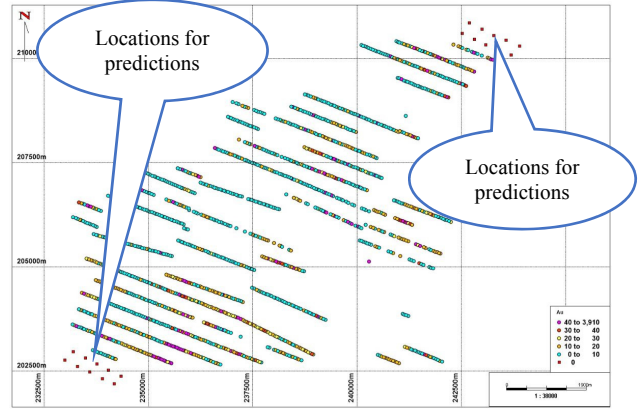 N
Locations for
predictions
Locations for
predictions
21000
207500m
205000m
202500m
232500m
235000m
237500m
240000m
242500m
Au
40 to 3,910
30 to 40
20 to 30
10 to 20
0 to 10
0
0
1000m
1 : 38000